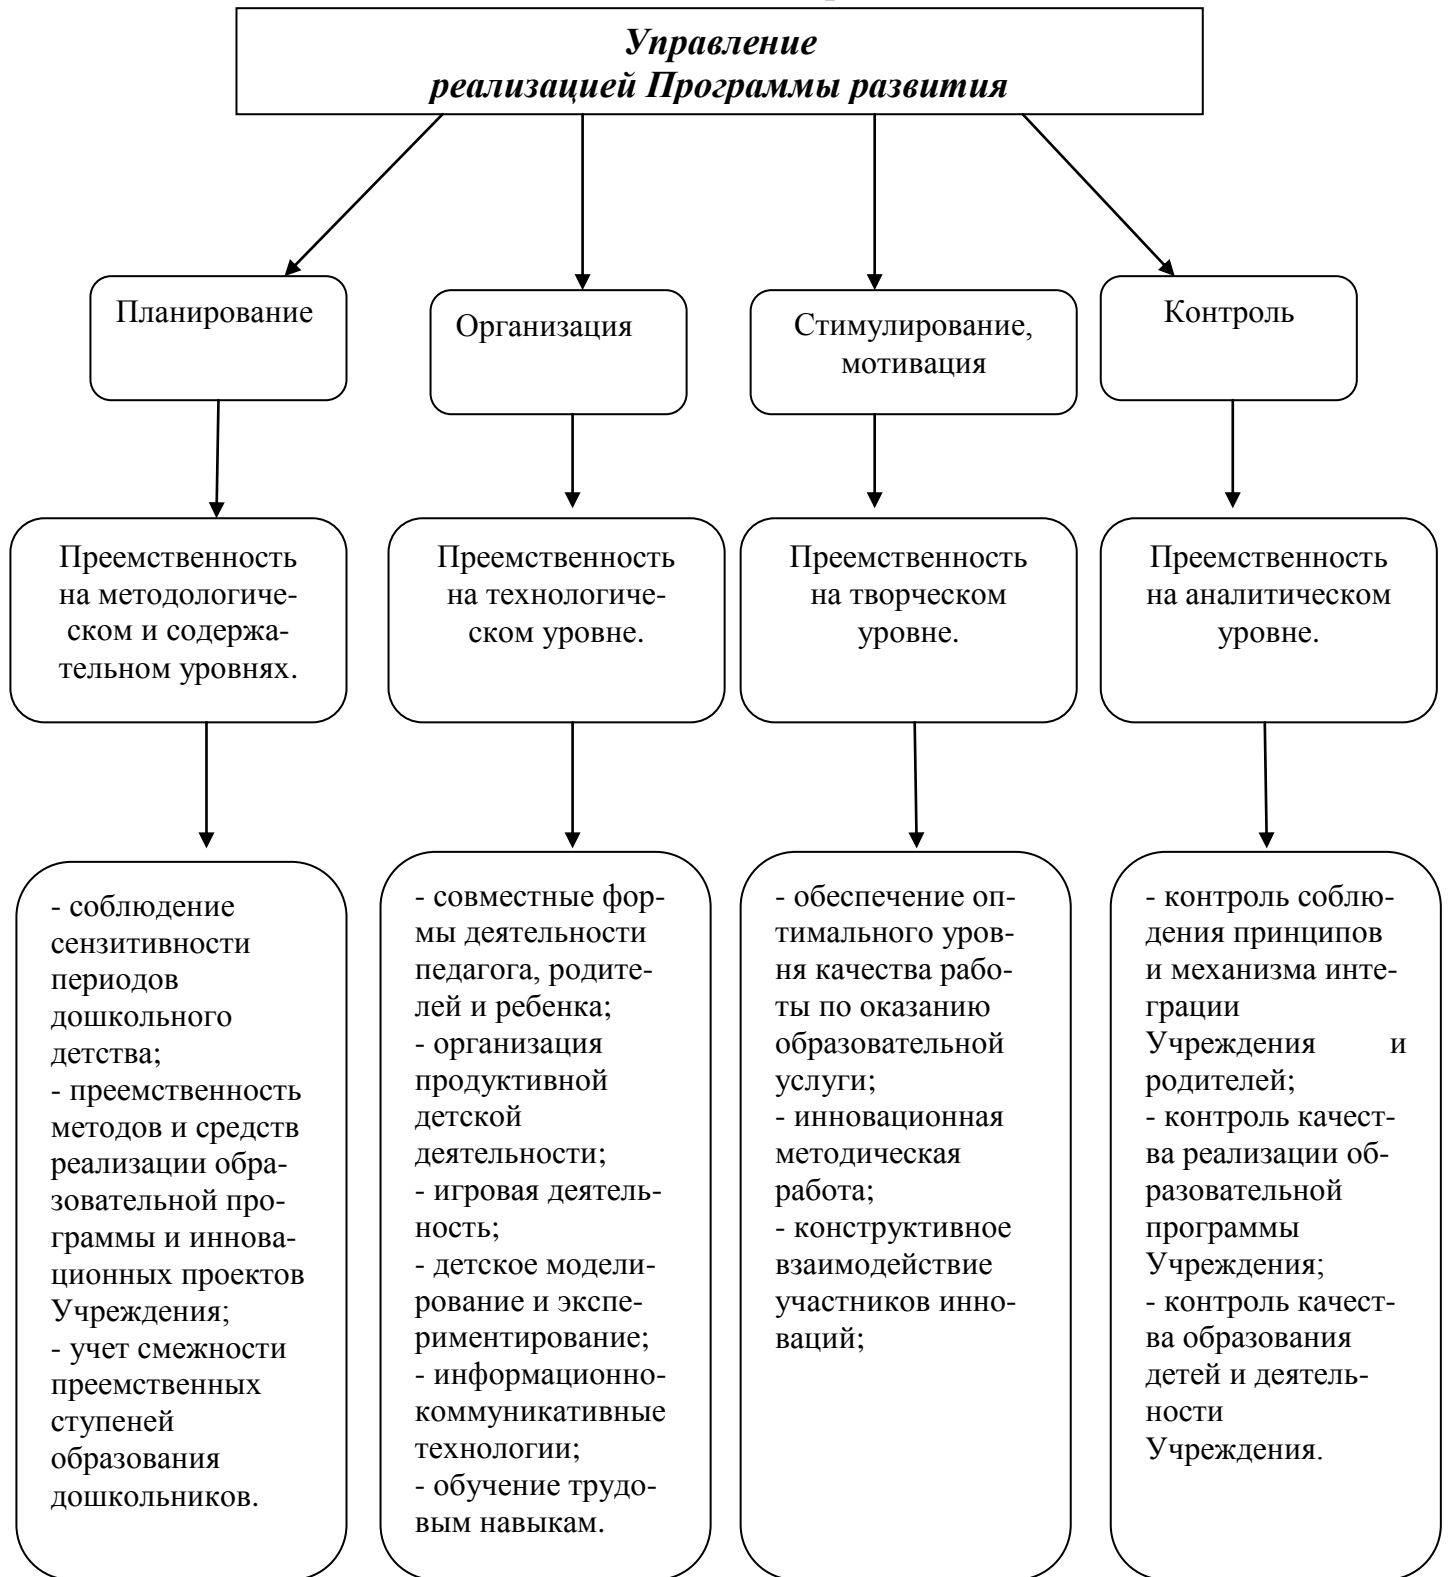 Управление
реализацией Программы развития
Планирование
Организация
Стимулирование,
мотивация
Контроль
Преемственность
на методологиче-
ском и содержа-
тельном уровнях.
Преемственность
на технологиче-
ском уровне.
Преемственность
на творческом
уровне.
Преемственность
на аналитическом
уровне.
- соблюдение
сензитивности
периодов
дошкольного
детства;
- преемственность
методов и средств
реализации обра-
зовательной про-
граммы и иннова-
ционных проектов
Учреждения;
- учет смежности
преемственных
ступеней
образования
дошкольников.
- совместные фор-
мы деятельности
педагога, родите-
лей и ребенка;
- организация
продуктивной
детской
деятельности;
- игровая деятель-
ность;
- детское модели-
рование и экспе-
риментирование;
- информационно-
коммуникативные
технологии;
- обучение трудо-
вым навыкам.
- обеспечение оп-
тимального уров-
ня качества рабо-
ты по оказанию
образовательной
услуги;
- инновационная
методическая
работа;
- конструктивное
взаимодействие
участников инно-
ваций;
- контроль соблю-
дения принципов
и механизма инте-
грации
Учреждения и
родителей;
- контроль качест-
ва реализации об-
разовательной
программы
Учреждения;
- контроль качест-
ва образования
детей и деятель-
ности
Учреждения.